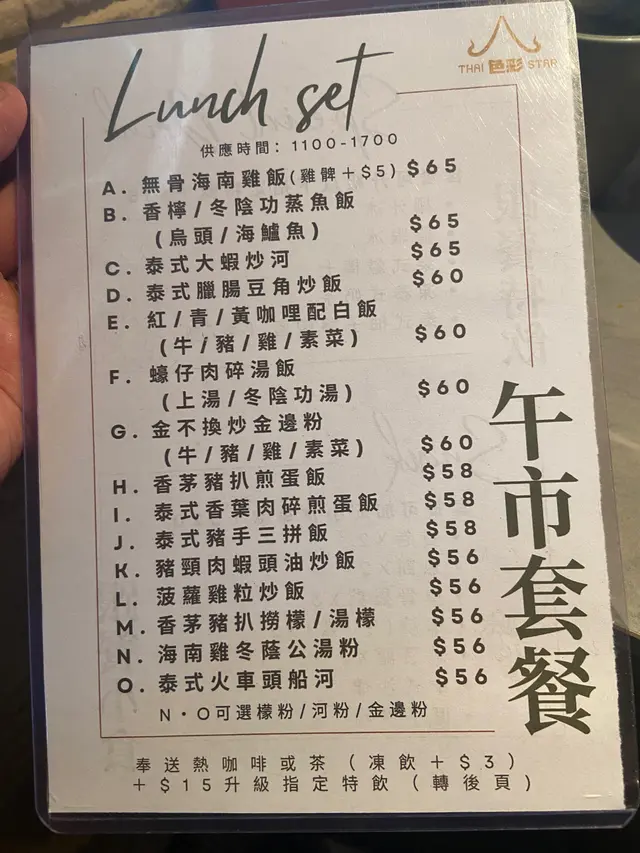 Lunch set
THAI 色彩 STAR
供應時間：1100-1700
A. 無骨海南雞飯(雞髀+$5) $65
B. 香檸/冬陰功蒸魚飯
(烏頭/海鱸魚) $65
C. 泰式大蝦炒河 $65
D. 泰式臘腸豆角炒飯 $60
E. 紅/青/黃咖哩配白飯
(牛/豬/雞/素菜) $60
F. 蠔仔肉碎湯飯
(上湯/冬陰功湯) $60
G. 金不換炒金邊粉
(牛/豬/雞/素菜) $60
H. 香茅豬扒煎蛋飯 $58
I. 泰式香葉肉碎煎蛋飯 $58
J. 泰式豬手三拼飯 $58
K. 豬頸肉蝦頭油炒飯 $56
L. 菠蘿雞粒炒飯 $56
M. 香茅豬扒撈檬/湯檬 $56
N. 海南雞冬蔭公湯粉 $56
O. 泰式火車頭船河 $56
N・O可選檬粉/河粉/金邊粉
午市套餐
奉送熱咖啡或茶(凍飲+$3)
+$15升級指定特飲(轉後頁)